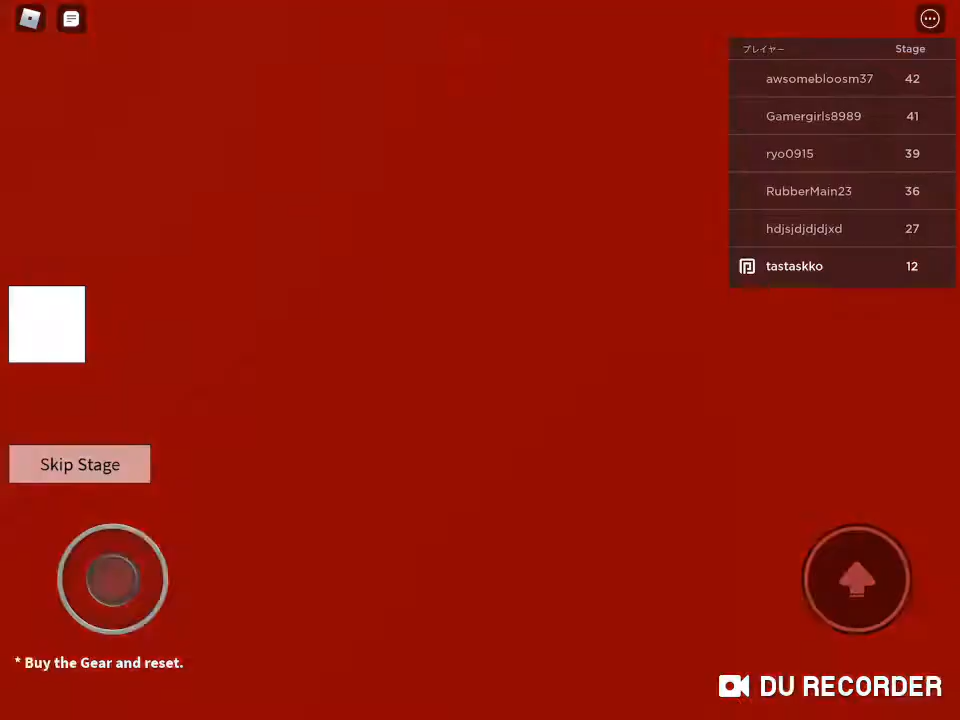 プレイヤー Stage
awsomebloosm37 42
Gamergirls8989 41
ryo0915 39
RubberMain23 36
hdjsjdjdjdjxd 27
tastaskko 12
Skip Stage
* Buy the Gear and reset.
DU RECORDER